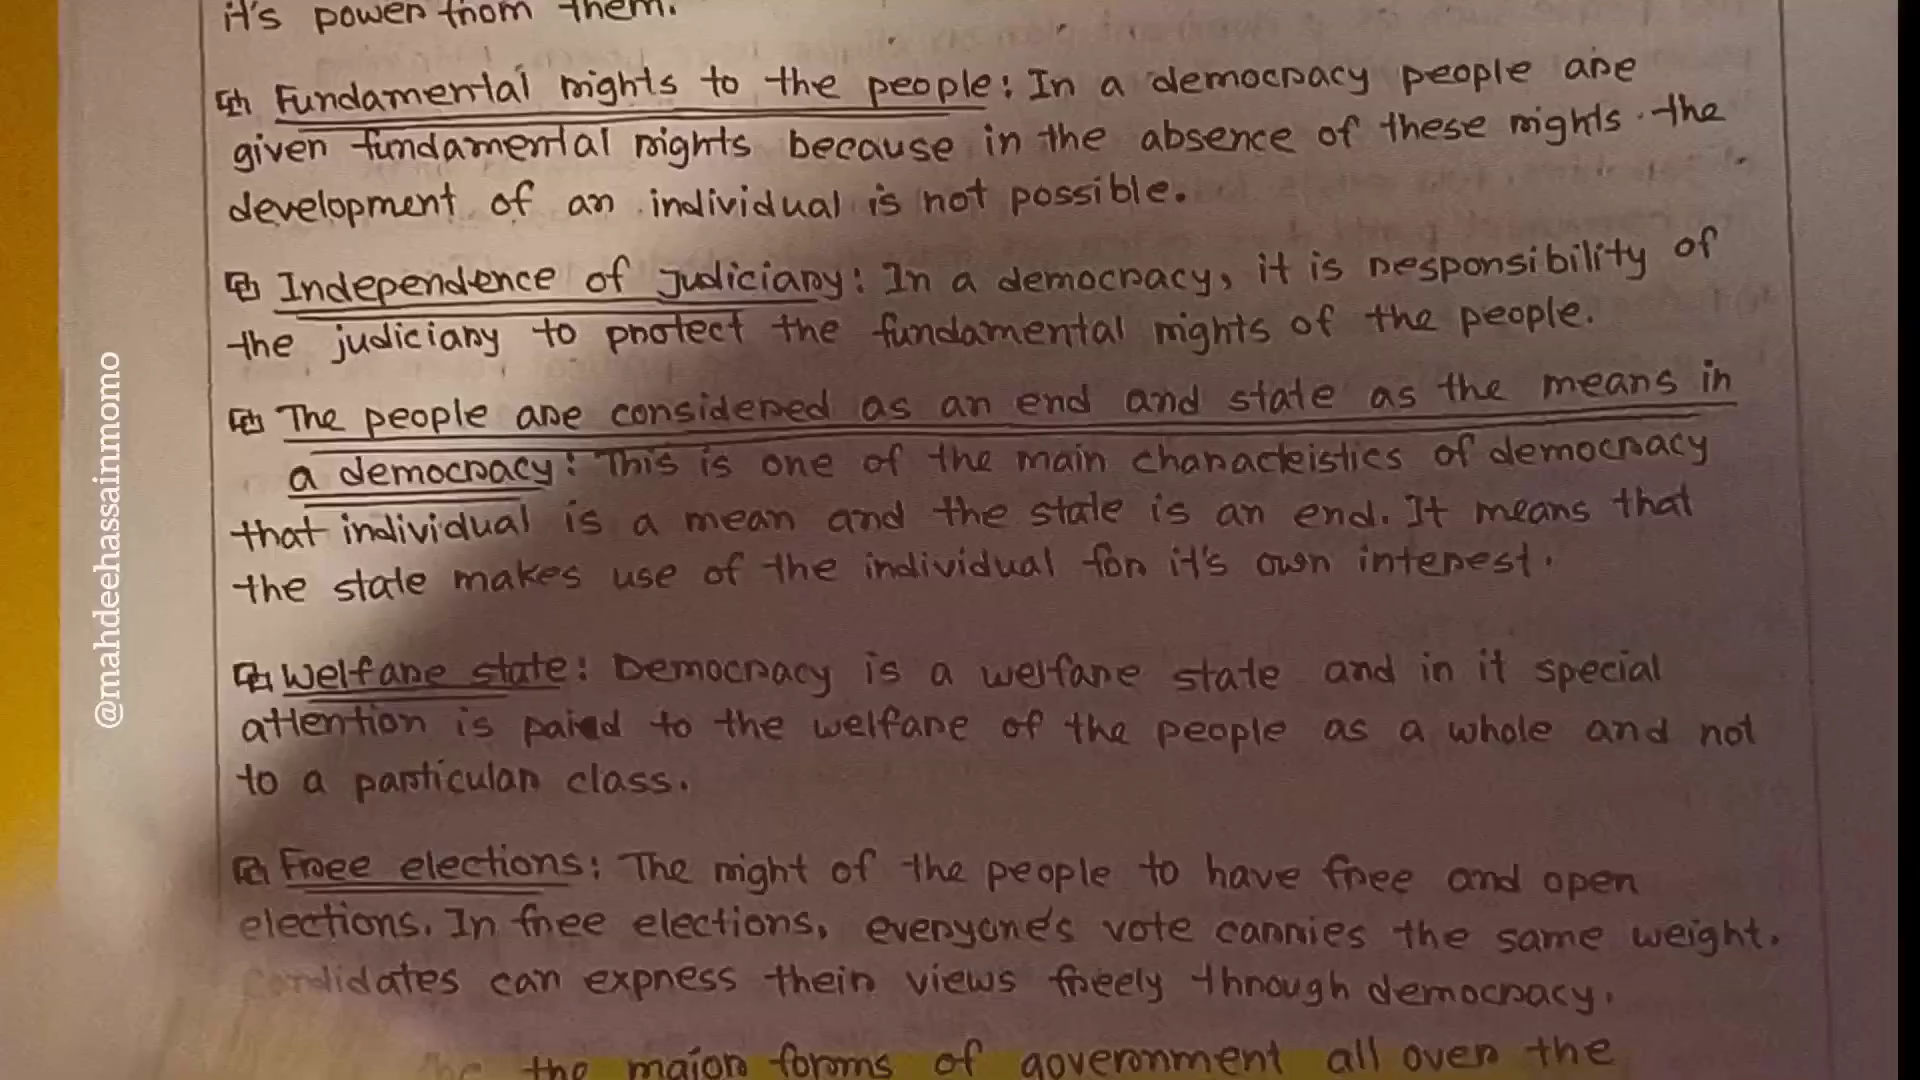 it's power from them.
Fundamental rights to the people: In a democracy people are
given fundamental rights because in the absence of these rights. the
development of an individual is not possible.
Independence of judiciary: In a democracy, it is responsibility of
the judiciary to protect the fundamental rights of the people.
The people are considered as an end and state as the means in
a democracy: This is one of the main characteistics of democracy
that individual is a mean and the state is an end. It means that
the state makes use of the individual for it's own interest.
Welfare state: Democracy is a welfare state and in it special
attention is paid to the welfare of the people as a whole and not
to a particular class.
Free elections: The right of the people to have free and open
elections. In free elections, everyone's vote carries the same weight.
Candidates can express their views freely through democracy.
the major forms of government all over the
@mahdeehassainmomo